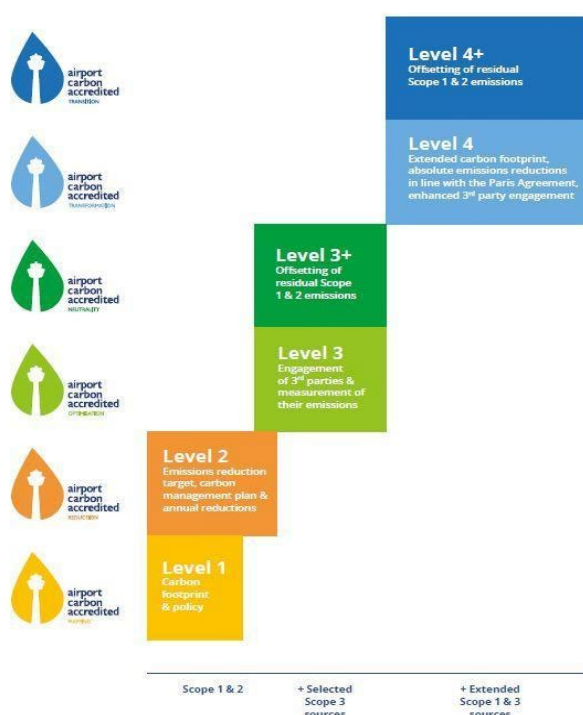 airport
carbon
accredited
TRANSITION
Level 4+
Offsetting of residual
Scope 1 & 2 emissions
airport
carbon
accredited
TRANSFORMATION
Level 4
Extended carbon footprint,
absolute emissions reductions
in line with the Paris Agreement,
enhanced 3rd party engagement
airport
carbon
accredited
NEUTRALITY
Level 3+
Offsetting of
residual Scope
1 & 2 emissions
airport
carbon
accredited
OPTIMISATION
Level 3
Engagement
of 3rd parties &
measurement of
their emissions
airport
carbon
accredited
REDUCTION
Level 2
Emissions reduction
target, carbon
management plan &
annual reductions
airport
carbon
accredited
MAPPING
Level 1
Carbon
footprint
& policy
Scope 1 & 2
+ Selected
Scope 3
sources
+ Extended
Scope 1 & 3
sources